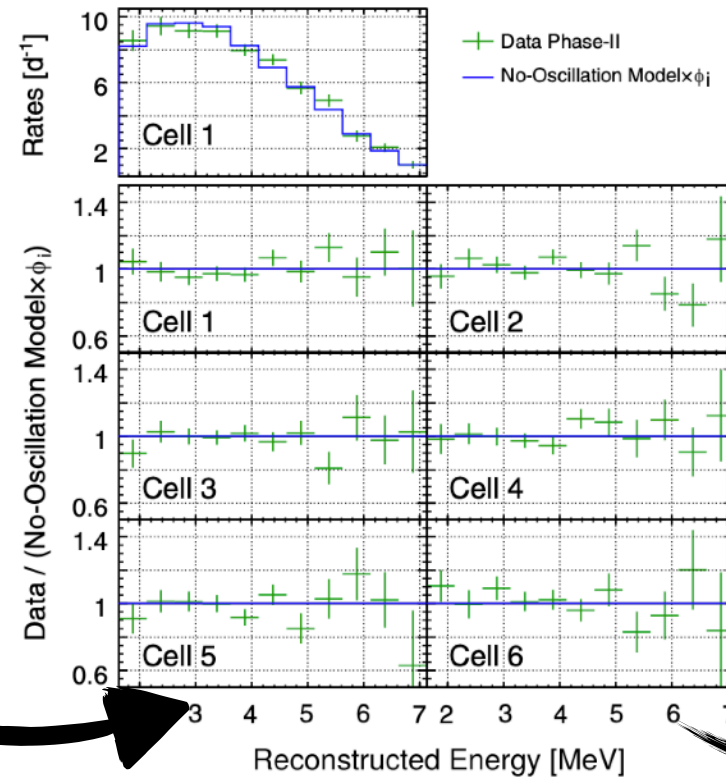 10
6
2
Rates [d⁻¹]
Cell 1
Data Phase-II
No-Oscillation Model×ϕi
Data / (No-Oscillation Model×ϕi)
1.4
1
0.6
Cell 1
Cell 2
1.4
1
0.6
Cell 3
Cell 4
1.4
1
0.6
Cell 5
Cell 6
3 4 5 6 7 2 3 4 5 6
Reconstructed Energy [MeV]